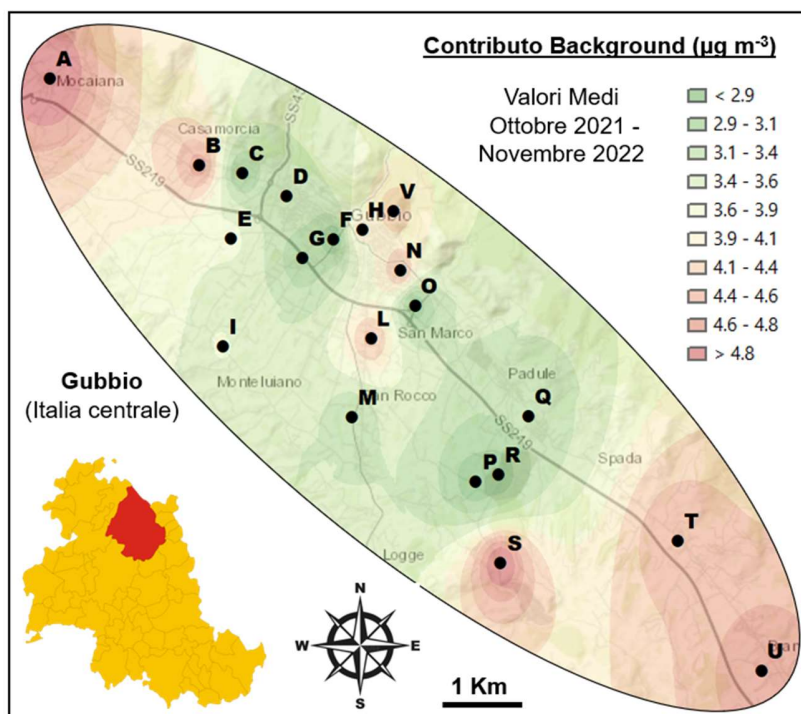 Contributo Background (µg m⁻³)
Valori Medi
Ottobre 2021 -
Novembre 2022
< 2.9
2.9 - 3.1
3.1 - 3.4
3.4 - 3.6
3.6 - 3.9
3.9 - 4.1
4.1 - 4.4
4.4 - 4.6
4.6 - 4.8
> 4.8
A
Mocaiana
Casamorcia
B
C
D
SS249
E
F
G
H
Gubbio
V
N
O
L
San Marco
I
Monteluiano
M
Rocco
Padule
Q
SS249
P
R
Spada
S
Logge
T
U
Gubbio
(Italia centrale)
N
W
E
S
1 Km